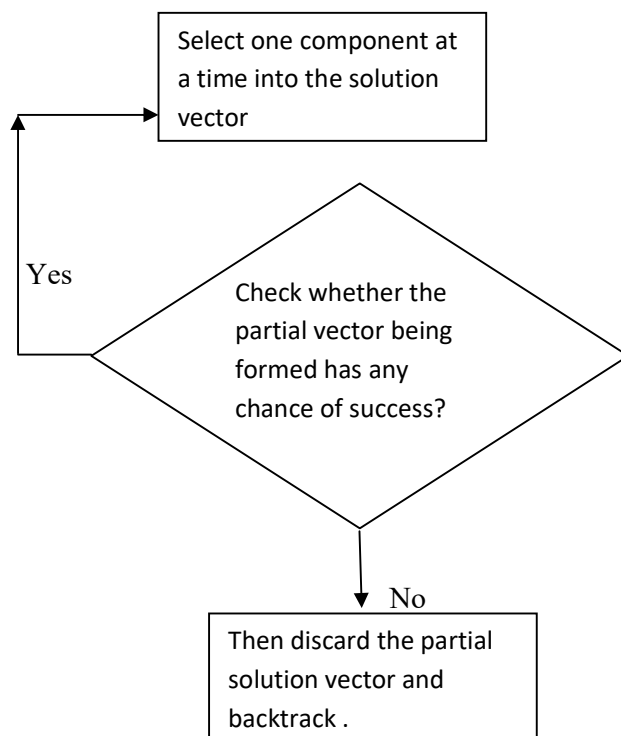 Select one component at
a time into the solution
vector
Yes
Check whether the
partial vector being
formed has any
chance of success?
No
Then discard the partial
solution vector and
backtrack .